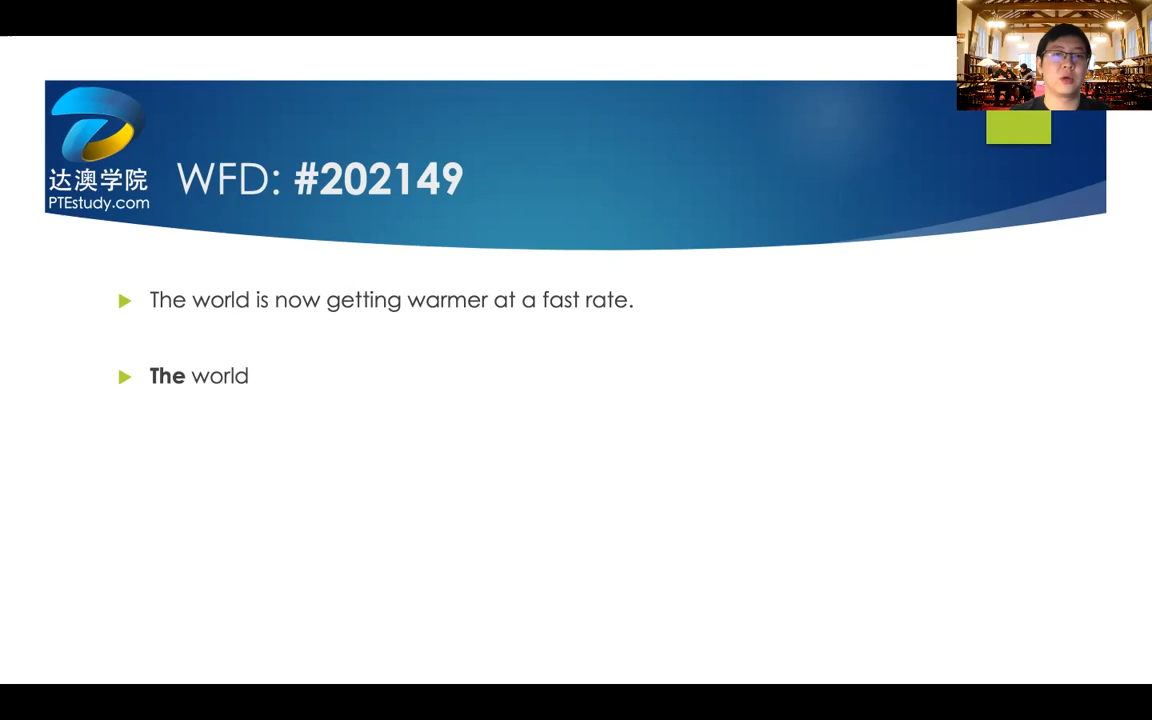 达澳学院
PTEstudy.com
WFD: #202149
The world is now getting warmer at a fast rate.
The world